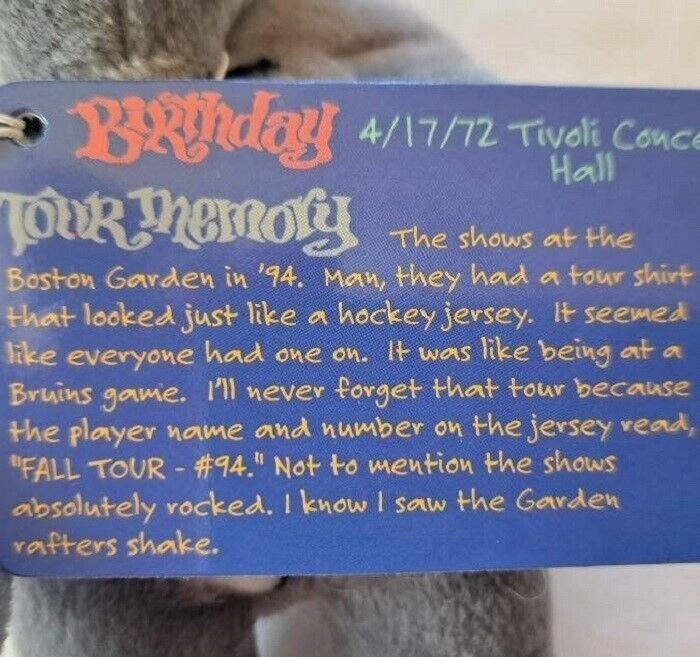 Birthday 4/17/72 Tivoli Conce
Hall
Tour Memory The shows at the
Boston Garden in '94. Man, they had a tour shirt
that looked just like a hockey jersey. It seemed
like everyone had one on. It was like being at a
Bruins game. I'll never forget that tour because
the player name and number on the jersey read,
"FALL TOUR - #94." Not to mention the shows
absolutely rocked. I know I saw the Garden
rafters shake.